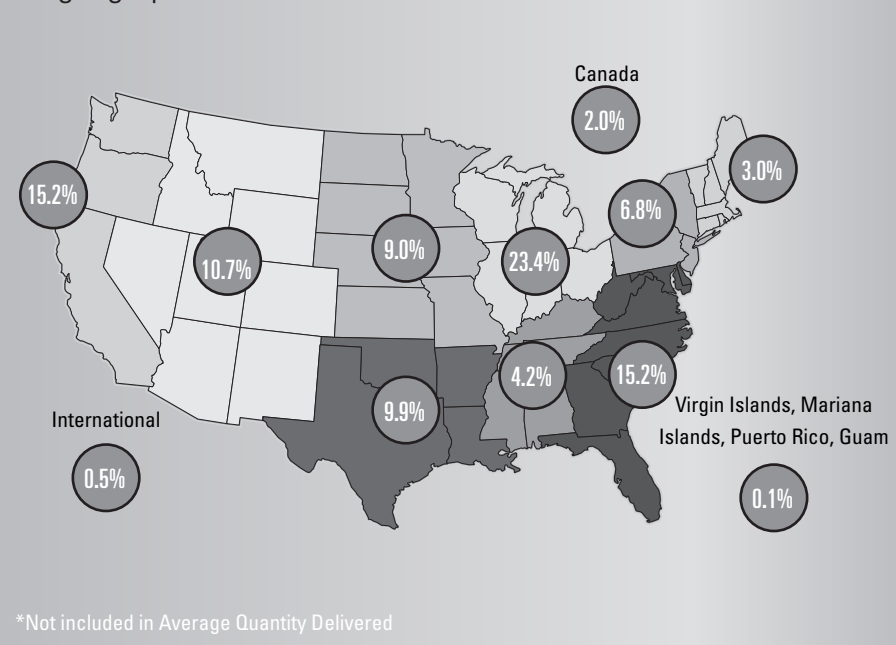 Canada
2.0%
3.0%
15.2%
6.8%
9.0%
10.7%
23.4%
4.2%
15.2%
9.9%
Virgin Islands, Mariana
Islands, Puerto Rico, Guam
0.1%
International
0.5%
*Not included in Average Quantity Delivered